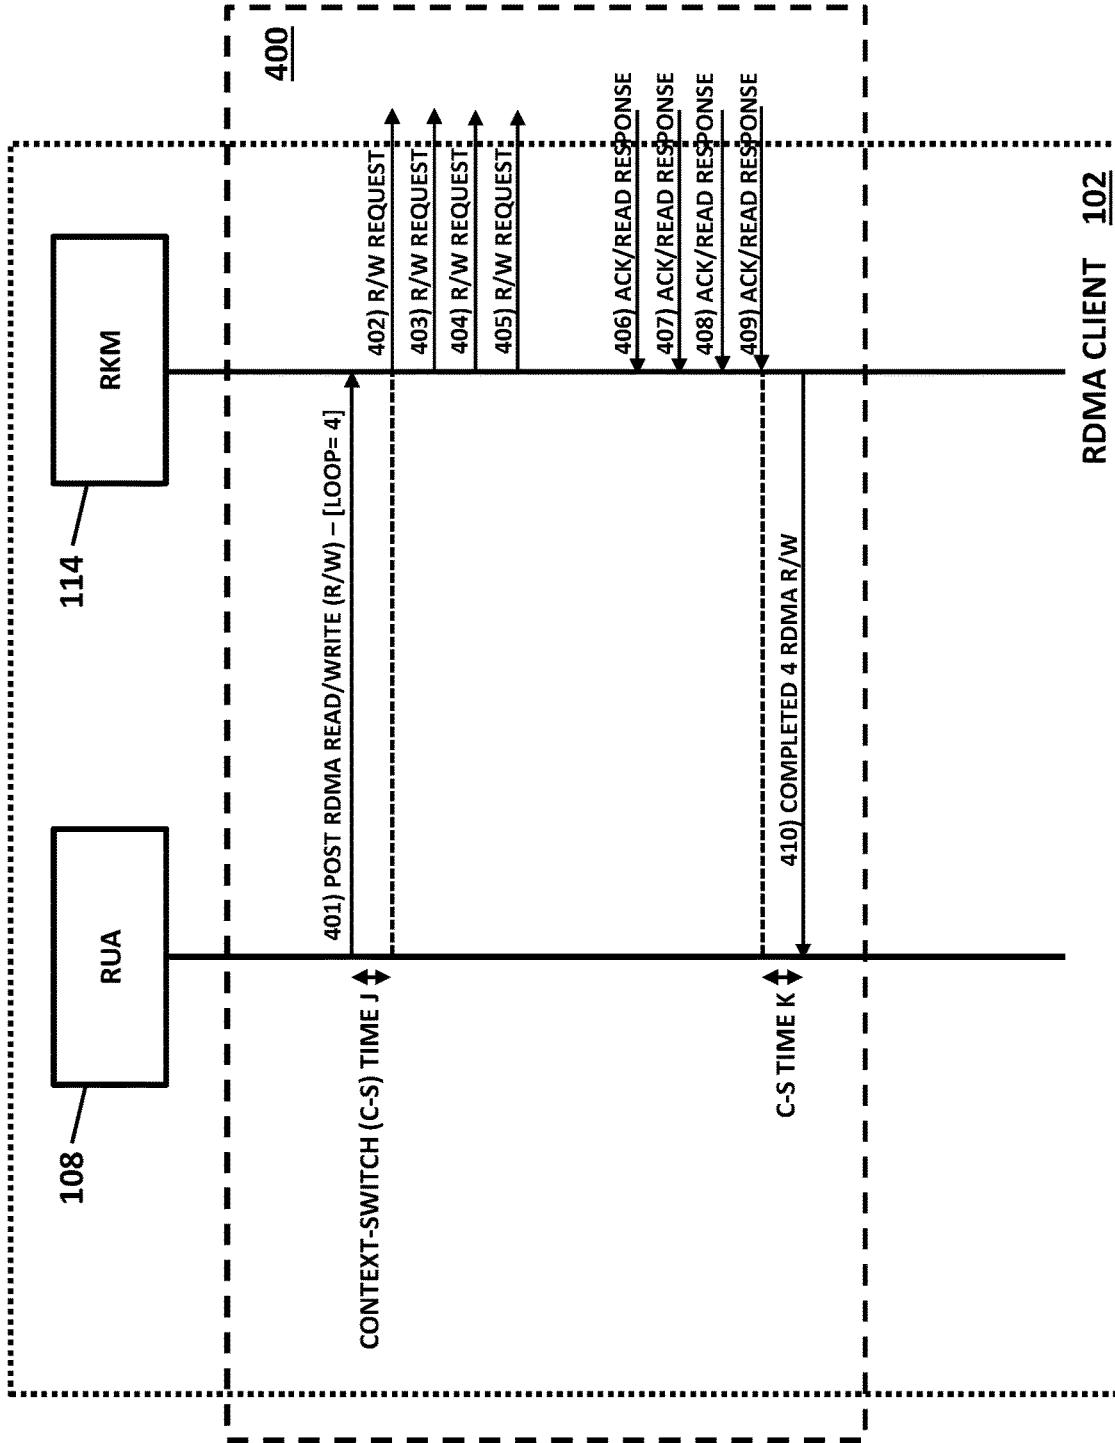 400
RUA
108
RKM
114
401) POST RDMA READ/WRITE (R/W) – [LOOP= 4]
CONTEXT-SWITCH (C-S) TIME J
402) R/W REQUEST
403) R/W REQUEST
404) R/W REQUEST
405) R/W REQUEST
406) ACK/READ RESPONSE
407) ACK/READ RESPONSE
408) ACK/READ RESPONSE
409) ACK/READ RESPONSE
C-S TIME K
410) COMPLETED 4 RDMA R/W
RDMA CLIENT 102